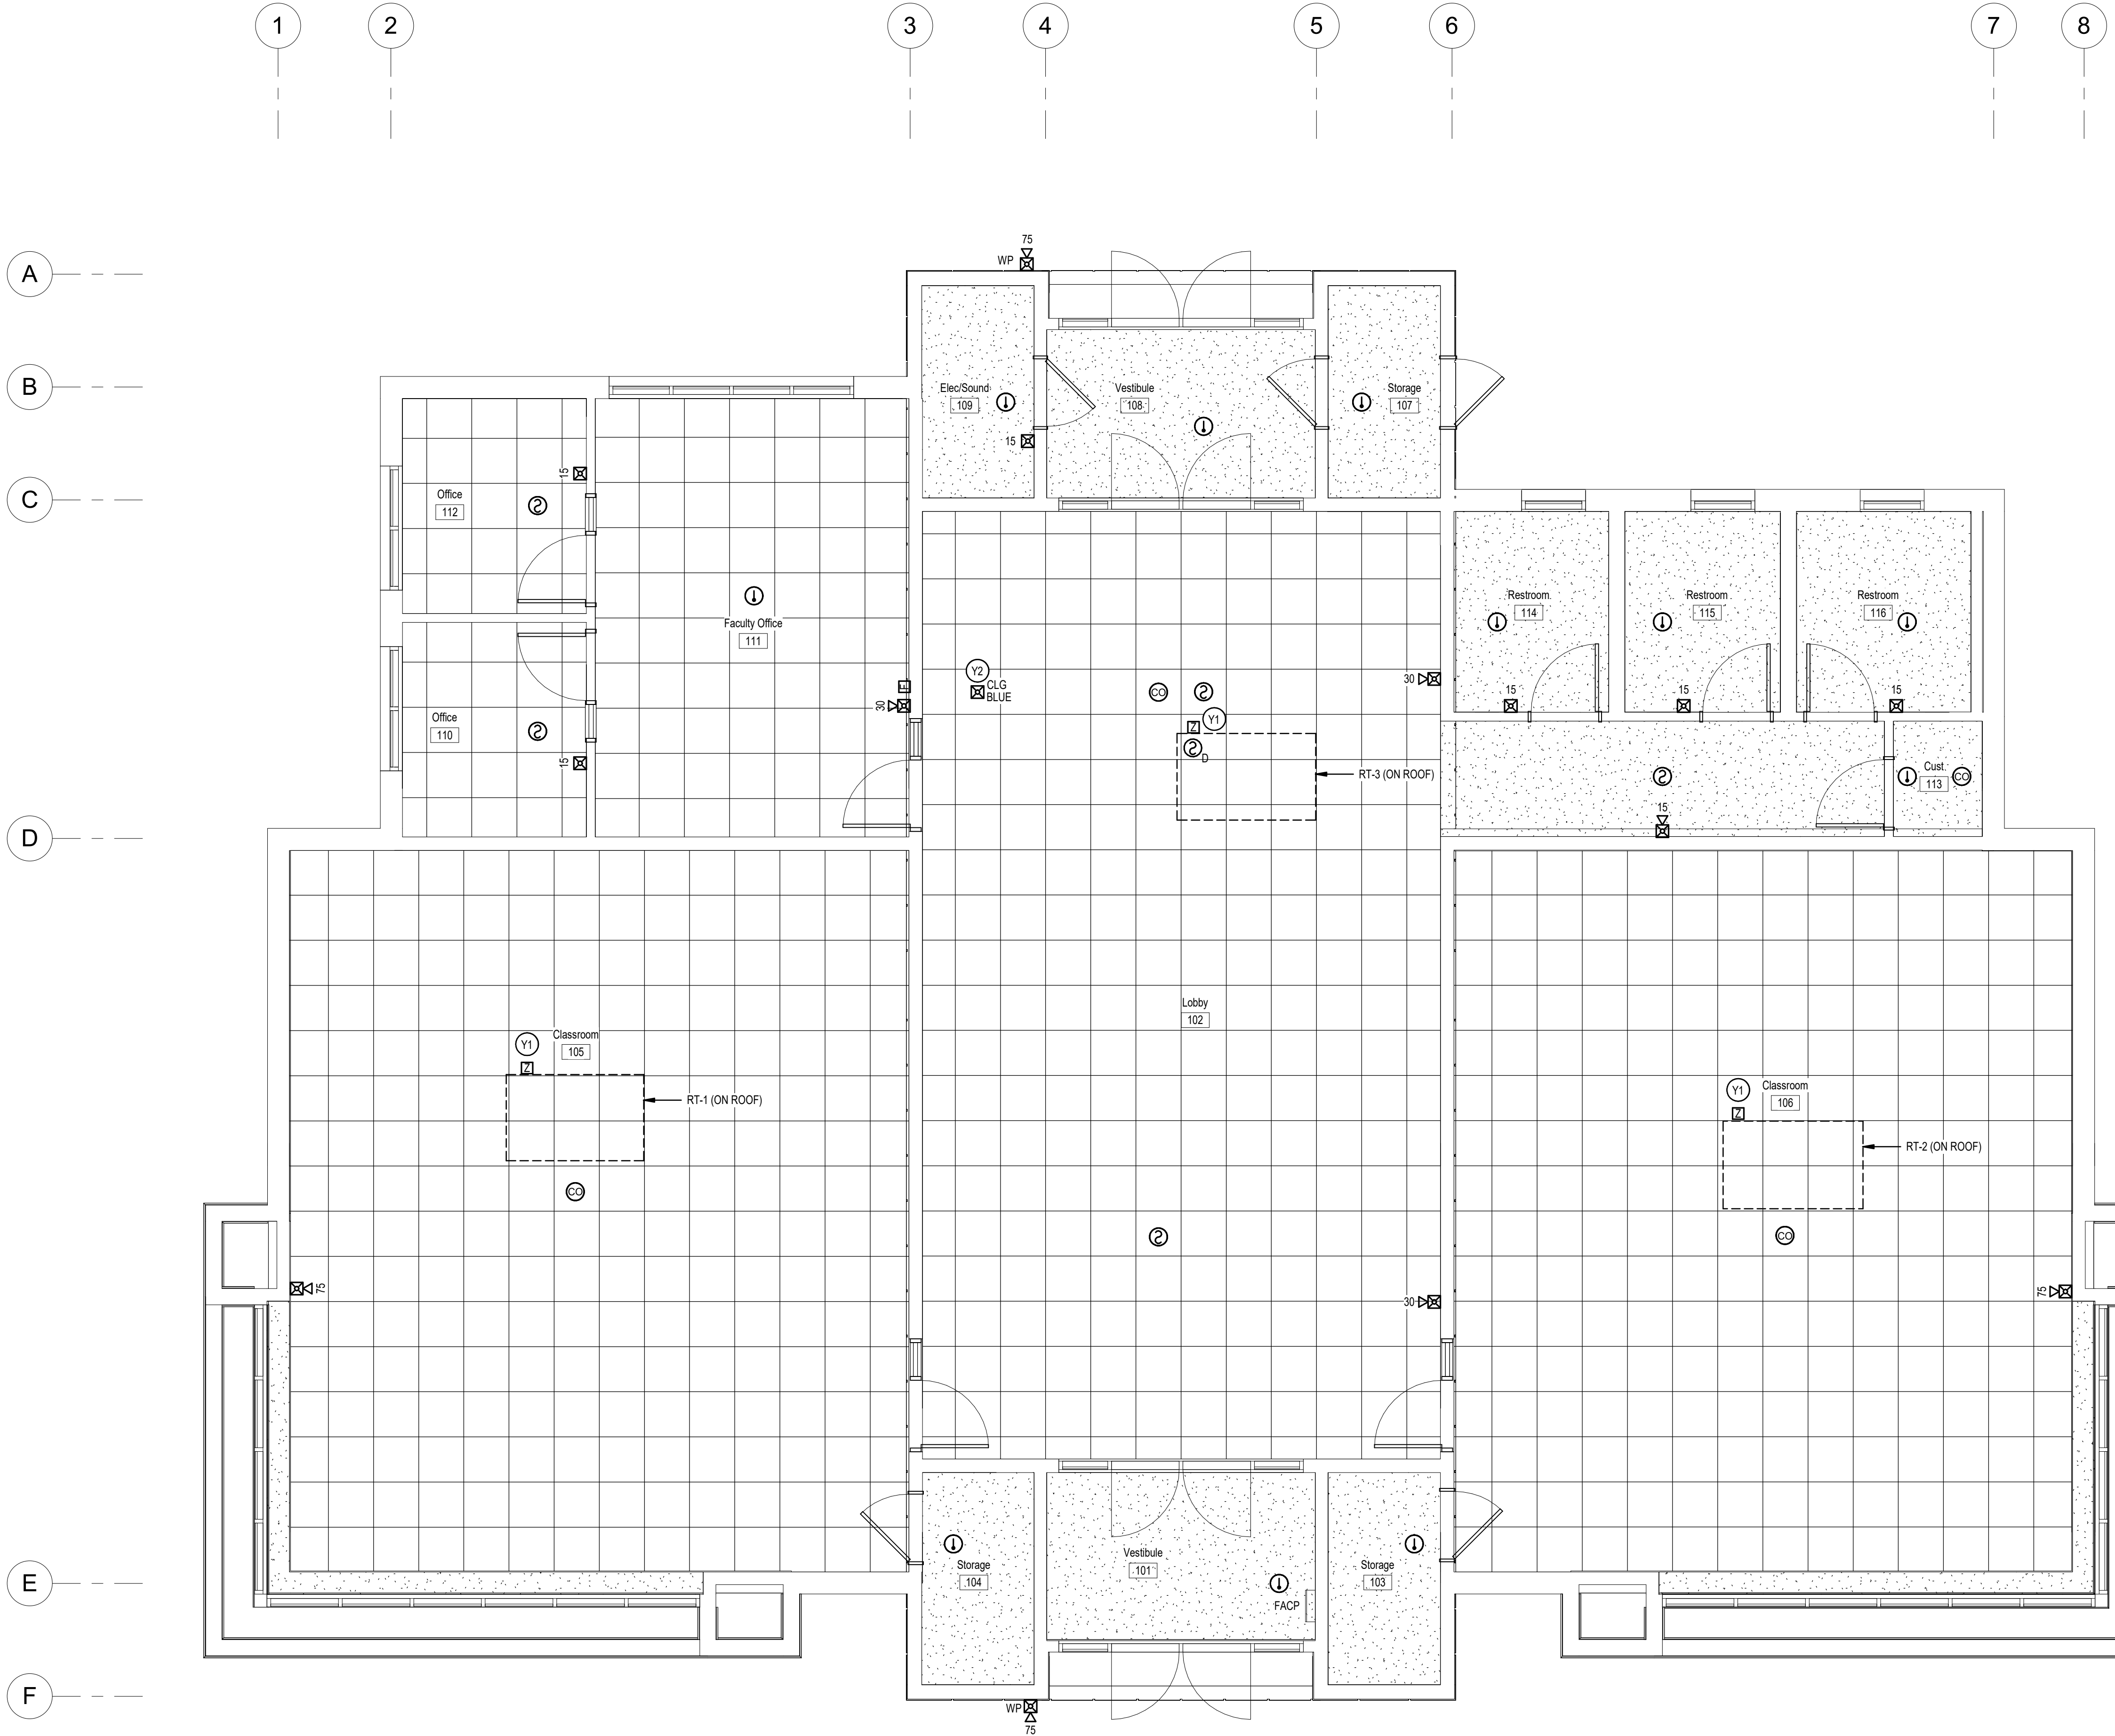 1 2 3 4 5 6 7 8
A
75
WP
B
Elec/Sound
109
Vestibule
108
Storage
107
15
15
C
Office
112
Restroom
114
Restroom
115
Restroom
116
Faculty Office
111
Y2
CLG
BLUE
F
30
CO
Y1
Z
D
RT-3 (ON ROOF)
30
15
15
15
Office
110
15
Cust.
113
CO
15
D
Lobby
102
Y1
Classroom
105
Z
RT-1 (ON ROOF)
CO
Y1
Classroom
106
Z
RT-2 (ON ROOF)
CO
75
30
75
Storage
104
Vestibule
101
Storage
103
E
FACP
F
WP
75